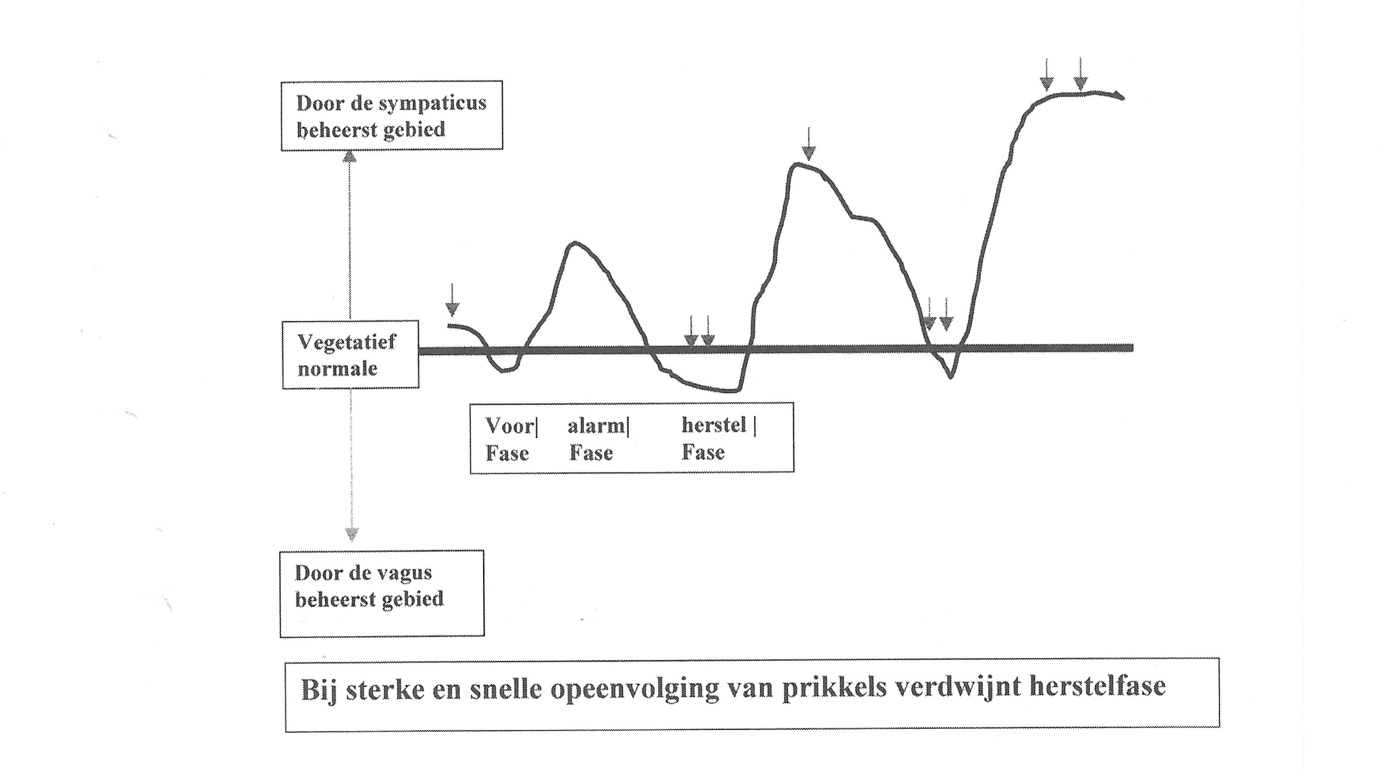 Door de sympaticus
beheerst gebied
Vegetatief
normale
Voor| alarm| herstel |
Fase Fase Fase
Door de vagus
beheerst gebied
Bij sterke en snelle opeenvolging van prikkels verdwijnt herstelfase